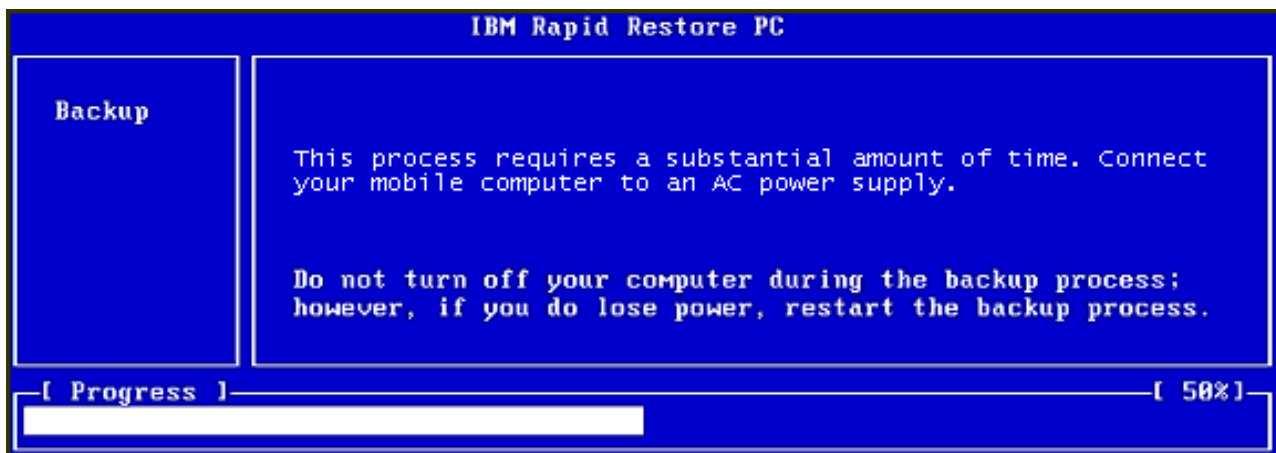 IBM Rapid Restore PC
Backup
This process requires a substantial amount of time. Connect
your mobile computer to an AC power supply.
Do not turn off your computer during the backup process;
however, if you do lose power, restart the backup process.
[ Progress ]
[ 50%]